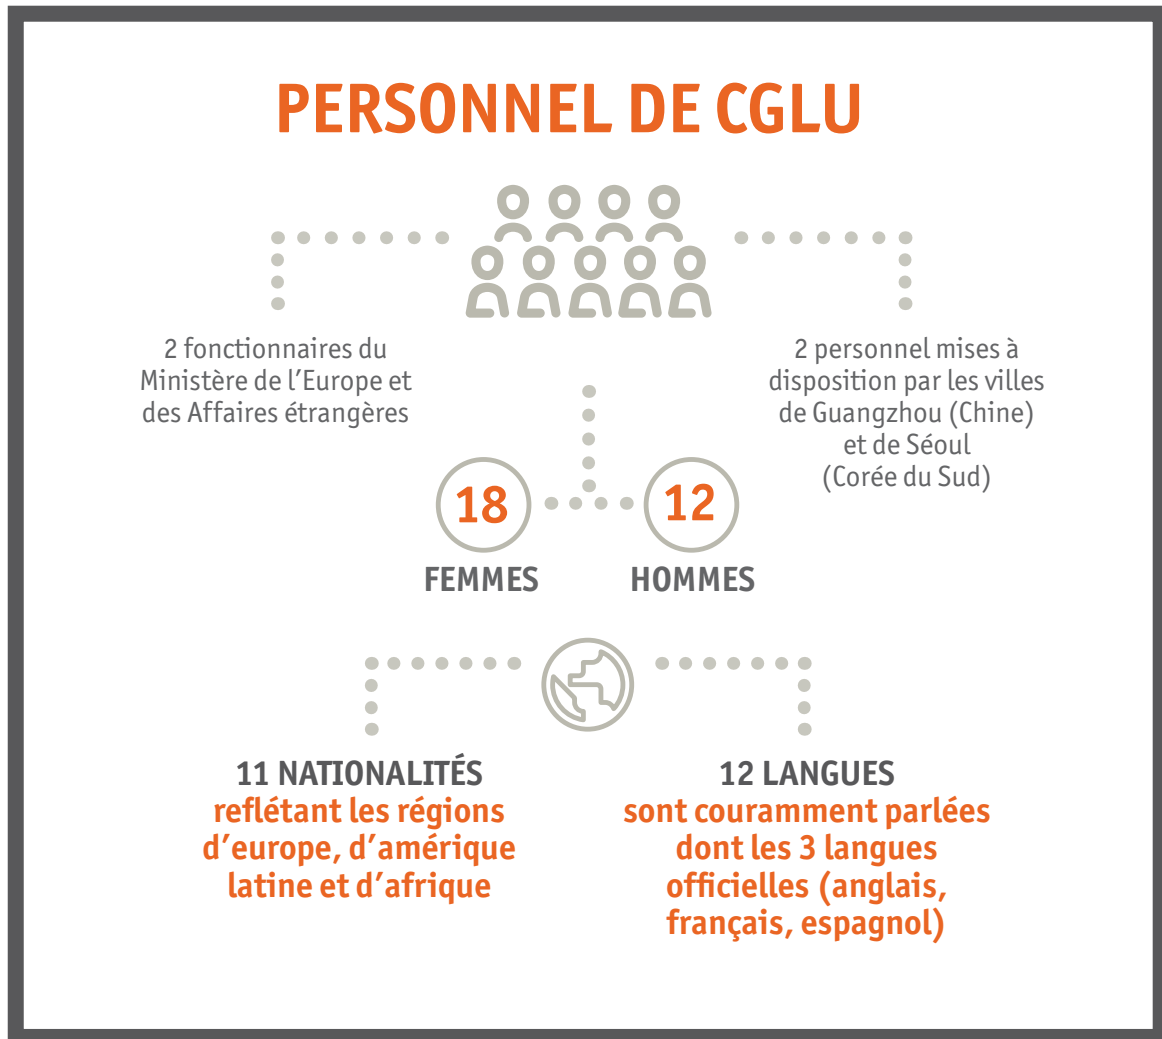 PERSONNEL DE CGLU
2 fonctionnaires du
Ministère de l’Europe et
des Affaires étrangères
2 personnel mises à
disposition par les villes
de Guangzhou (Chine)
et de Séoul
(Corée du Sud)
18
FEMMES
12
HOMMES
11 NATIONALITÉS
reflétant les régions
d’europe, d’amérique
latine et d’afrique
12 LANGUES
sont couramment parlées
dont les 3 langues
officielles (anglais,
français, espagnol)